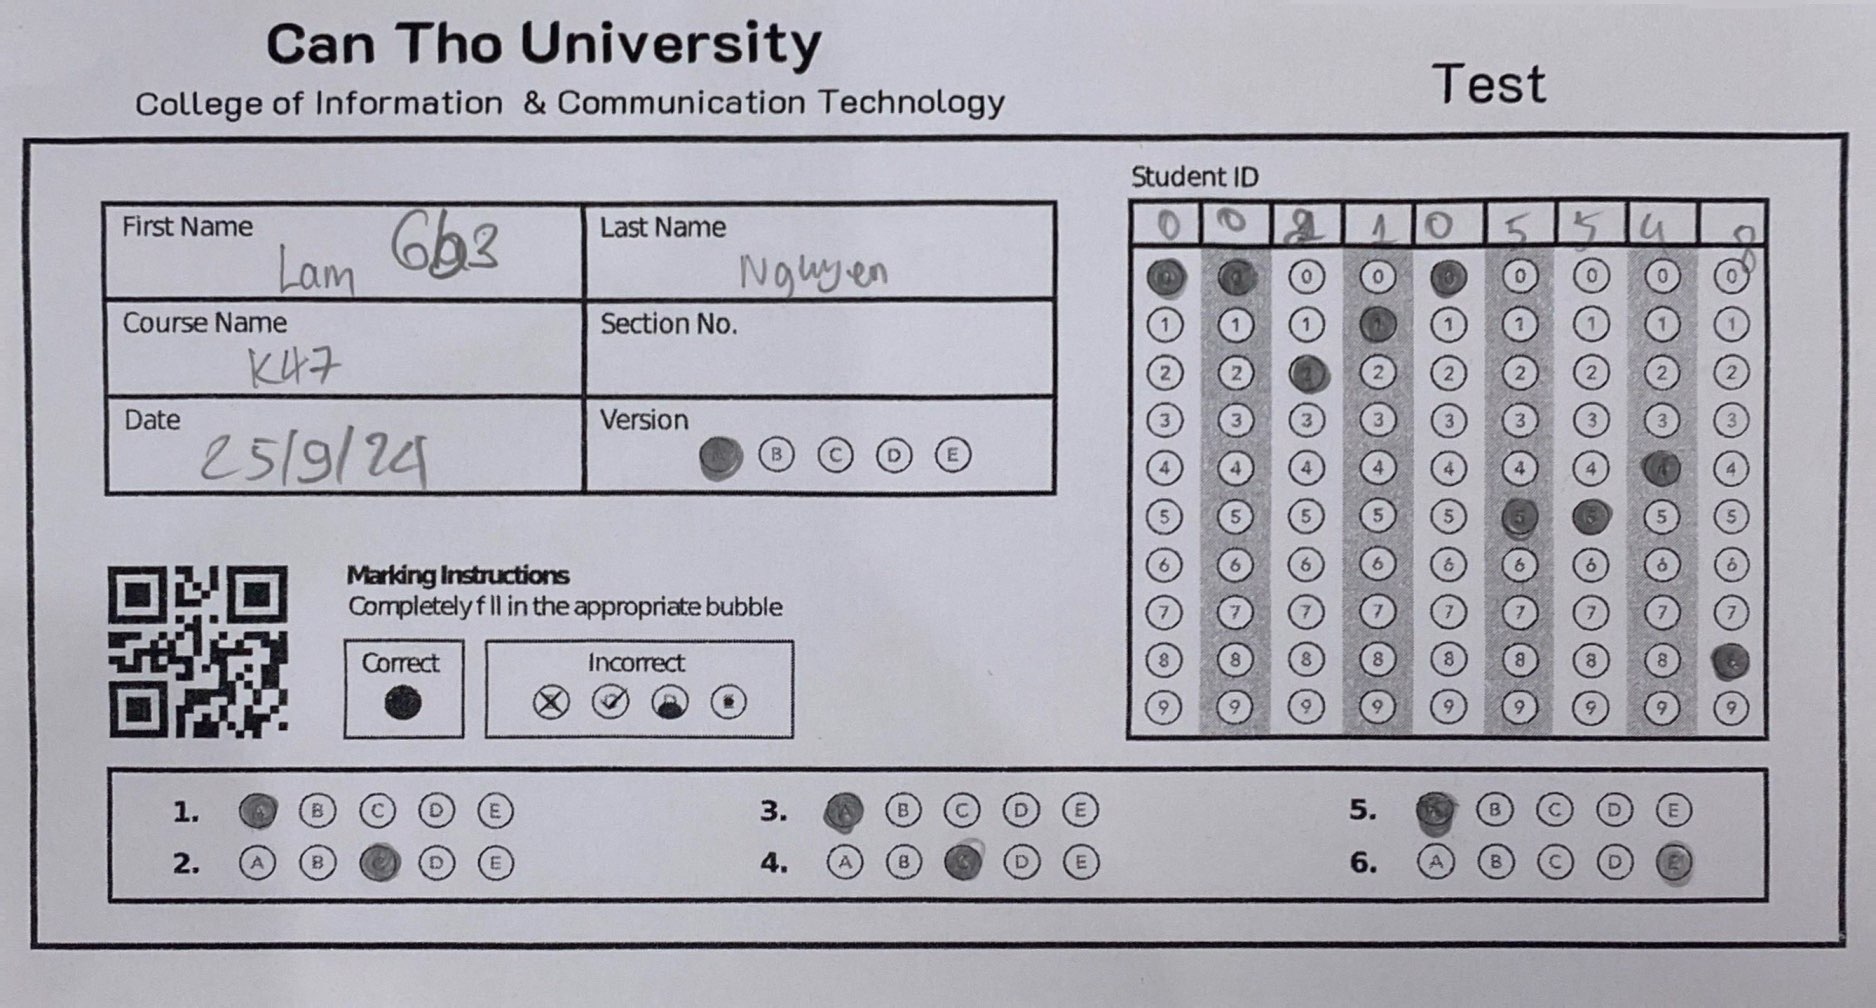 Can Tho University
College of Information & Communication Technology
Test
Student ID
0 0 2 1 0 5 5 4 8
First Name
Lam
Last Name
Nguyen
Course Name
K47
Section No.
Date
25/9/24
Version
A B C D E
0 0 0 0 0 0 0 0 0
1 1 1 1 1 1 1 1 1
2 2 2 2 2 2 2 2 2
3 3 3 3 3 3 3 3 3
4 4 4 4 4 4 4 4 4
5 5 5 5 5 5 5 5 5
6 6 6 6 6 6 6 6 6
7 7 7 7 7 7 7 7 7
8 8 8 8 8 8 8 8 8
9 9 9 9 9 9 9 9 9
Marking Instructions
Completely f ll in the appropriate bubble
Correct
Incorrect
1. A B C D E
2. A B C D E
3. A B C D E
4. A B C D E
5. A B C D E
6. A B C D E